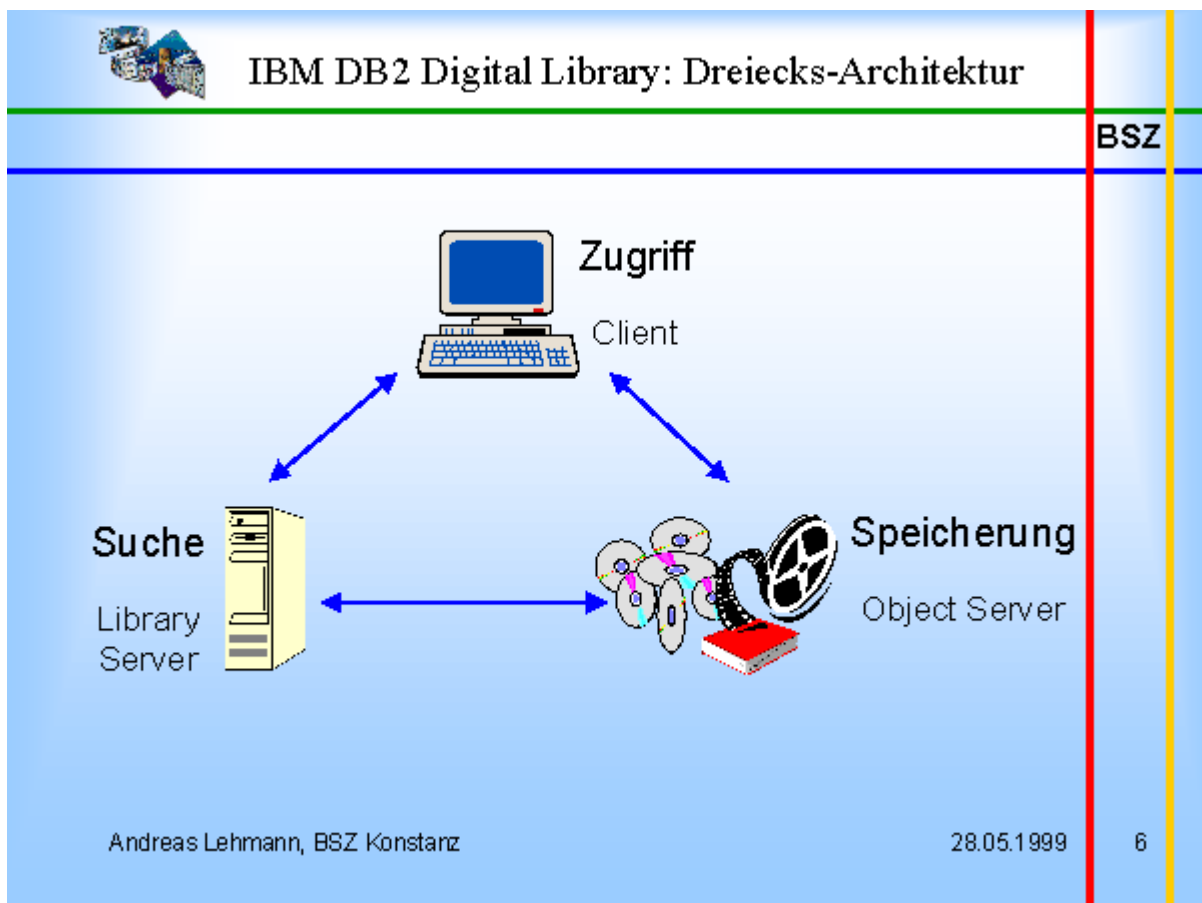 IBM DB2 Digital Library: Dreiecks-Architektur
BSZ
Zugriff
Client
Suche
Library
Server
Speicherung
Object Server
Andreas Lehmann, BSZ Konstanz
28.05.1999
6